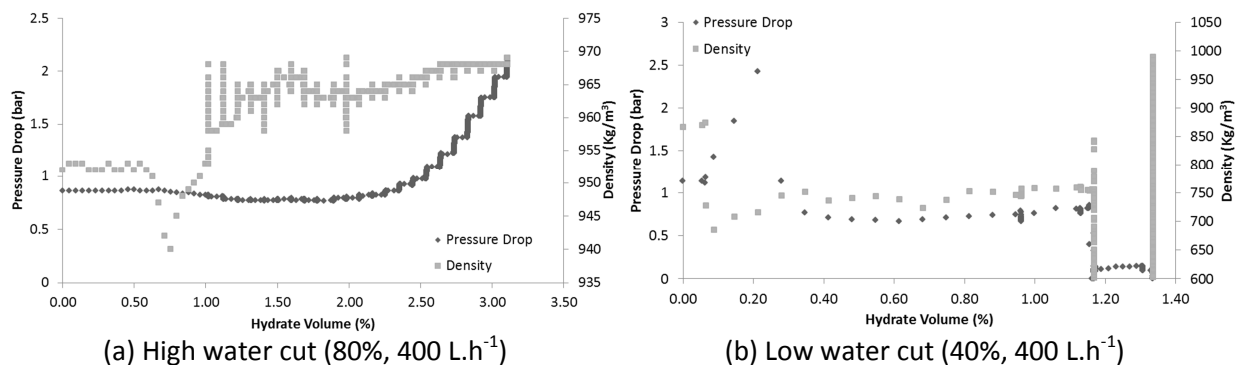 2.5
2
1.5
1
0.5
0
Pressure Drop (bar)
975
970
965
960
955
950
945
940
935
Density (Kg/m³)
Pressure Drop
Density
0.00 0.50 1.00 1.50 2.00 2.50 3.00 3.50
Hydrate Volume (%)
(a) High water cut (80%, 400 L.h⁻¹)
3
2.5
2
1.5
1
0.5
0
Pressure Drop (bar)
Pressure Drop
Density
1050
1000
950
900
850
800
750
700
650
600
Density (Kg/m³)
0.00 0.20 0.40 0.60 0.80 1.00 1.20 1.40
Hydrate Volume (%)
(b) Low water cut (40%, 400 L.h⁻¹)